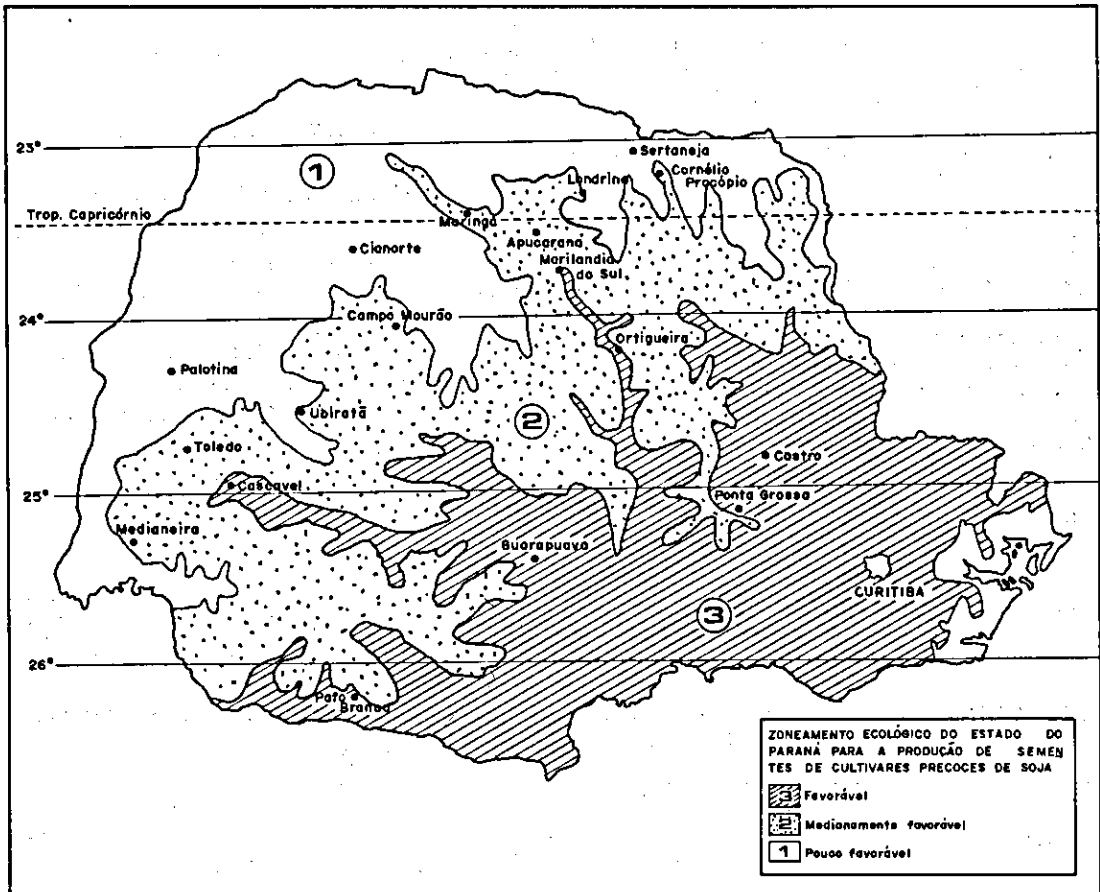 23°
1
Sertaneja
Londrina
Cornélio
Procópio
Trop. Capricórnio
Maringá
Cianorte
Apucarana
Marilandia
do Sul
24°
Campo Mourão
Ortigueira
Palotina
Ubiratã
2
Toledo
Castro
Cascavel
25°
Ponta Grossa
Medianeira
Guarapuava
CURITIBA
3
26°
Pato
Branco
ZONEAMENTO ECOLÓGICO DO ESTADO DO
PARANÁ PARA A PRODUÇÃO DE SEMEN
TES DE CULTIVARES PRECOCES DE SOJA
3 Favorável
2 Medianamente favorável
1 Pouco favorável